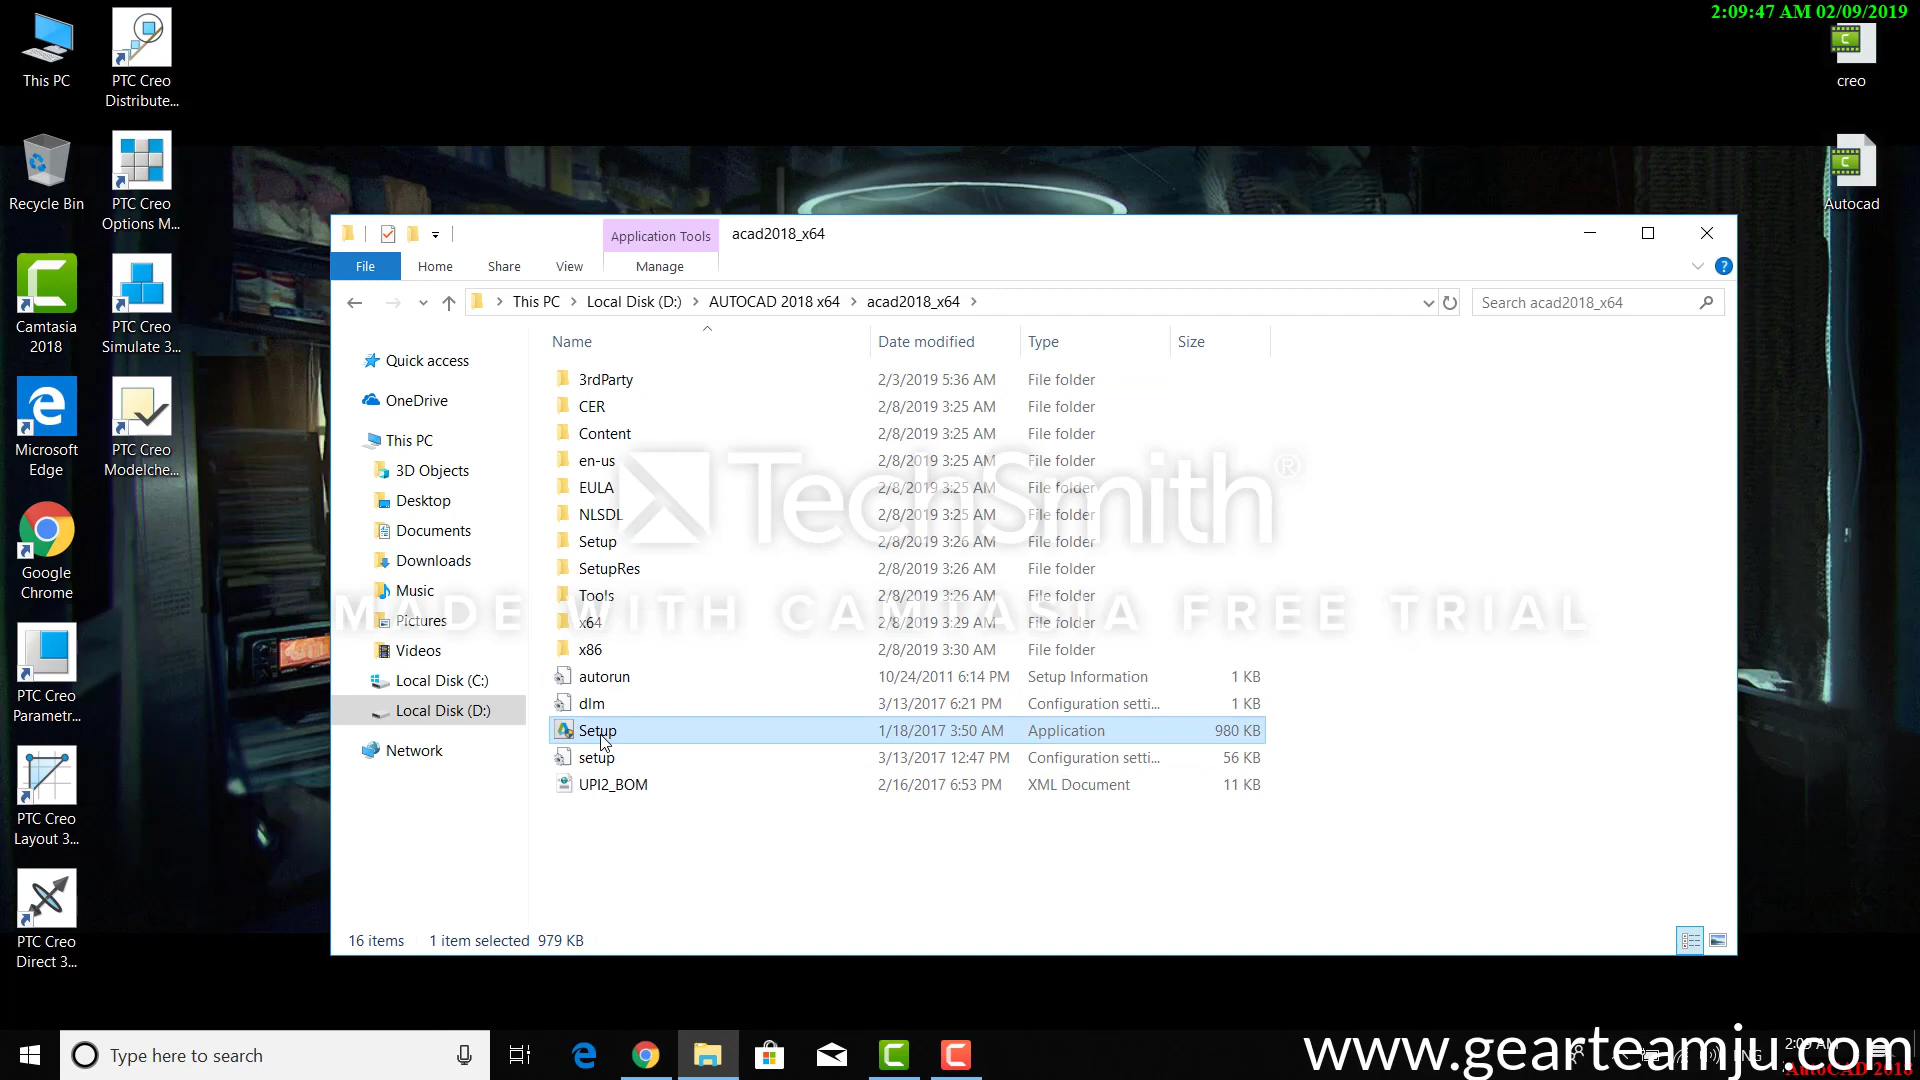 2:09:47 AM 02/09/2019
This PC
PTC Creo
Distribute...
creo
Recycle Bin
PTC Creo
Options M...
Autocad
Camtasia
2018
PTC Creo
Simulate 3...
Microsoft
Edge
PTC Creo
Modelche...
Google
Chrome
PTC Creo
Parametr...
PTC Creo
Layout 3...
PTC Creo
Direct 3...
Application Tools
acad2018_x64
File
Home
Share
View
Manage
This PC > Local Disk (D:) > AUTOCAD 2018 x64 > acad2018_x64 >
Search acad2018_x64
Name Date modified Type Size
Quick access
OneDrive
This PC
3D Objects
Desktop
Documents
Downloads
Music
Pictures
Videos
Local Disk (C:)
Local Disk (D:)
Network
3rdParty 2/3/2019 5:36 AM File folder
CER 2/8/2019 3:25 AM File folder
Content 2/8/2019 3:25 AM File folder
en-us 2/8/2019 3:25 AM File folder
EULA 2/8/2019 3:25 AM File folder
NLSDL 2/8/2019 3:25 AM File folder
Setup 2/8/2019 3:26 AM File folder
SetupRes 2/8/2019 3:26 AM File folder
Tools 2/8/2019 3:26 AM File folder
x64 2/8/2019 3:29 AM File folder
x86 2/8/2019 3:30 AM File folder
autorun 10/24/2011 6:14 PM Setup Information 1 KB
dlm 3/13/2017 6:21 PM Configuration setti... 1 KB
Setup 1/18/2017 3:50 AM Application 980 KB
setup 3/13/2017 12:47 PM Configuration setti... 56 KB
UPI2_BOM 2/16/2017 6:53 PM XML Document 11 KB
TechSmith®
MADE WITH CAMTASIA FREE TRIAL
16 items 1 item selected 979 KB
Type here to search
www.gearteamju.com
ENG
2:09 AM
AutoCAD 2018